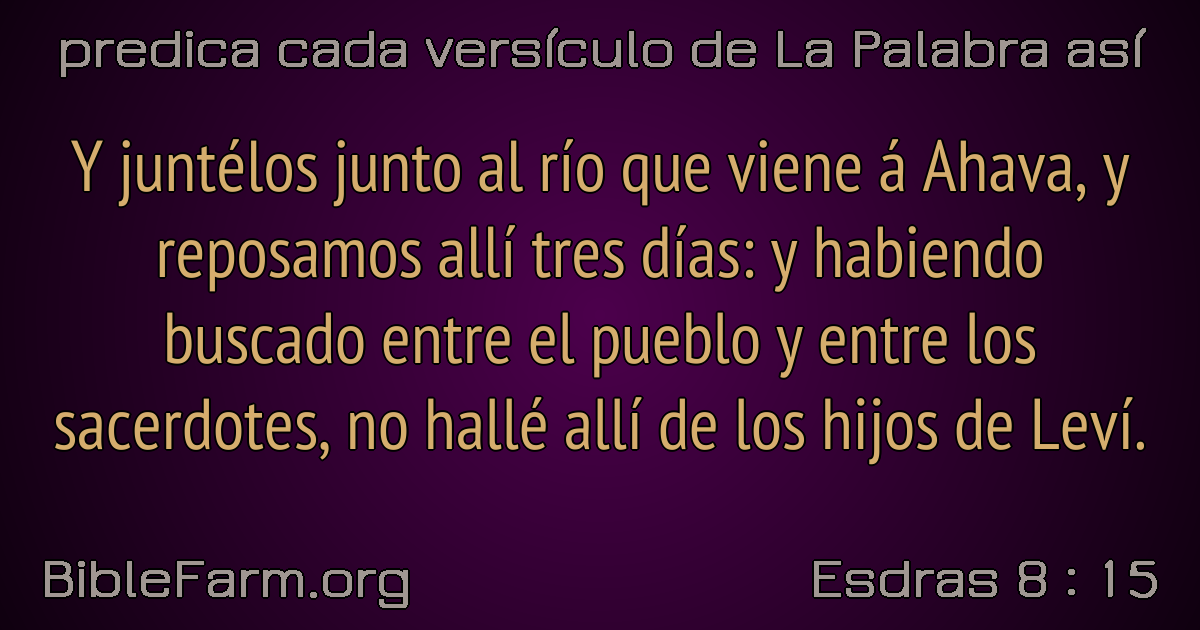 predica cada versículo de La Palabra así
Y juntélos junto al río que viene á Ahava, y
reposamos allí tres días: y habiendo
buscado entre el pueblo y entre los
sacerdotes, no hallé allí de los hijos de Leví.
BibleFarm.org
Esdras 8 : 15